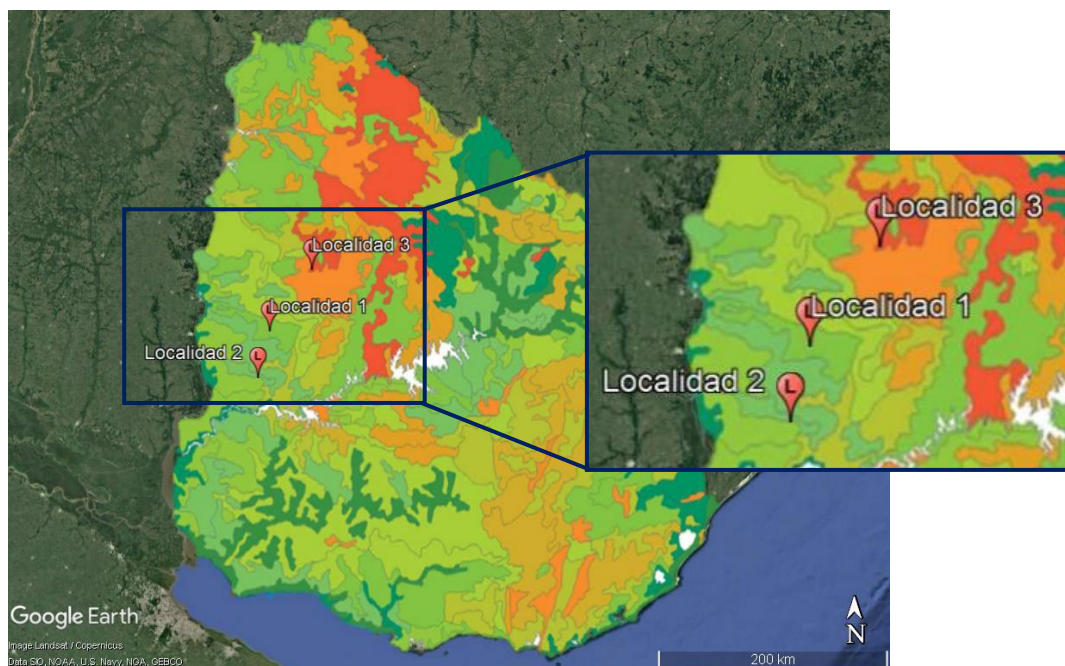 Localidad 3
Localidad 1
Localidad 2
L
Localidad 3
L
Localidad 1
Localidad 2
L
Google Earth
Image Landsat / Copernicus
Data SIO, NOAA, U.S. Navy, NGA, GEBCO
N
200 km